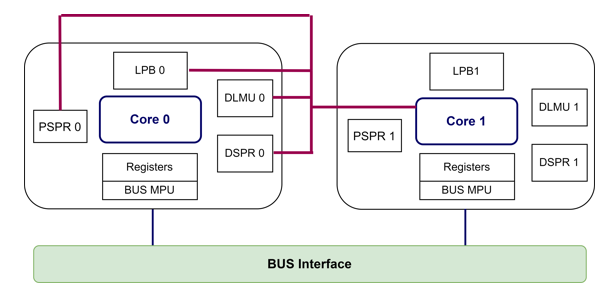 LPB 0
DLMU 0
PSPR 0
Core 0
DSPR 0
Registers
BUS MPU
LPB1
DLMU 1
Core 1
PSPR 1
DSPR 1
Registers
BUS MPU
BUS Interface